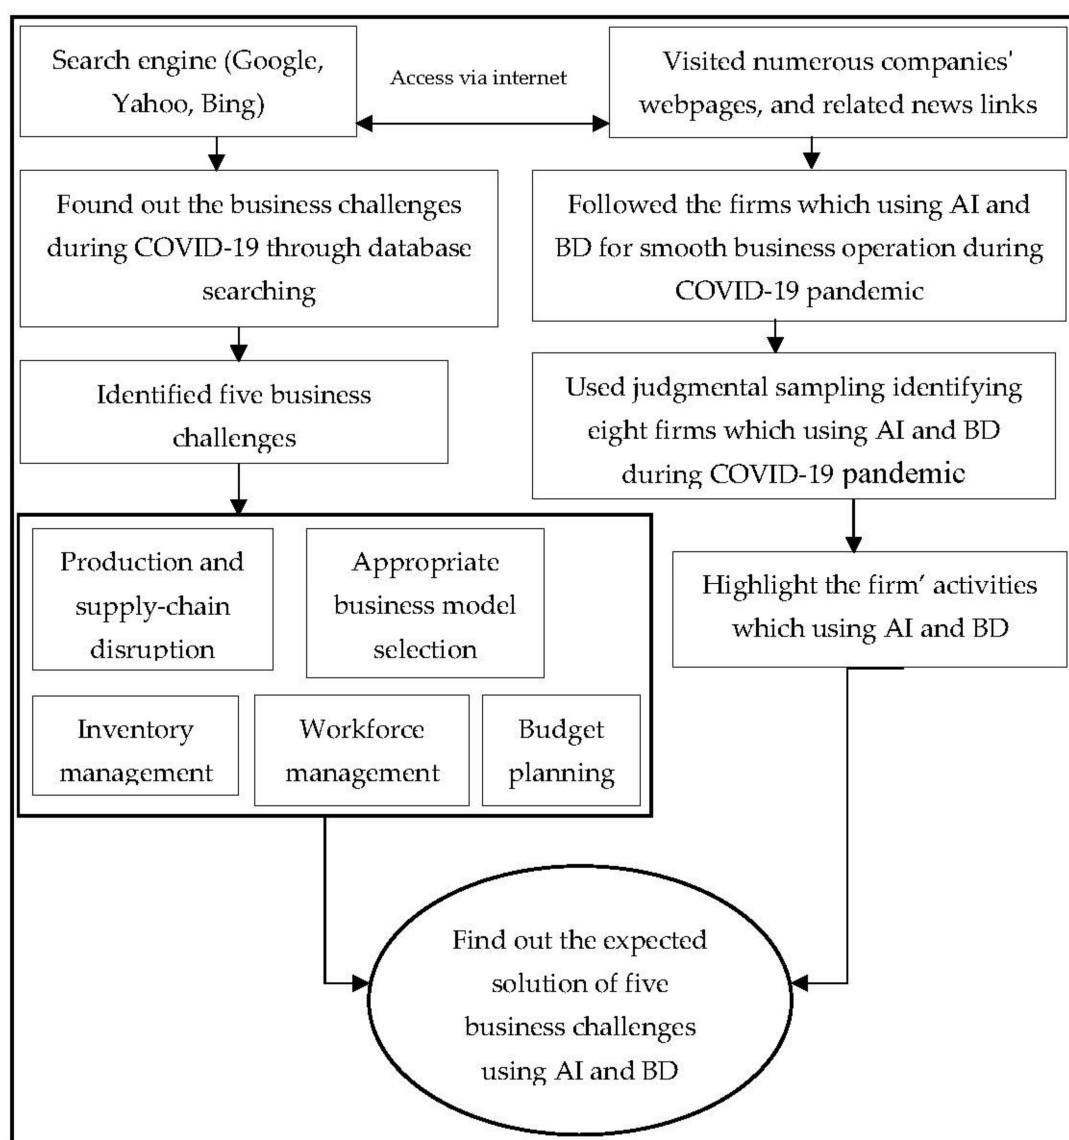 Search engine (Google,
Yahoo, Bing)
Access via internet
Visited numerous companies'
webpages, and related news links
Found out the business challenges
during COVID-19 through database
searching
Followed the firms which using AI and
BD for smooth business operation during
COVID-19 pandemic
Identified five business
challenges
Used judgmental sampling identifying
eight firms which using AI and BD
during COVID-19 pandemic
Production and
supply-chain
disruption
Appropriate
business model
selection
Highlight the firm’ activities
which using AI and BD
Inventory
management
Workforce
management
Budget
planning
Find out the expected
solution of five
business challenges
using AI and BD